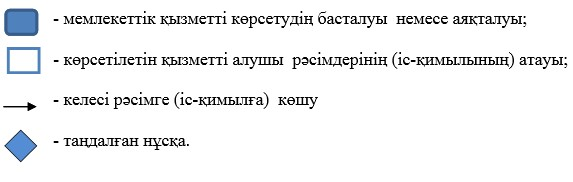 - мемлекеттік қызметті көрсетудің басталуы немесе аяқталуы;
- көрсетілетін қызметті алушы рәсімдерінің (іс-қимылының) атауы;
- келесі рәсімге (іс-қимылға) көшу
- таңдалған нұсқа.